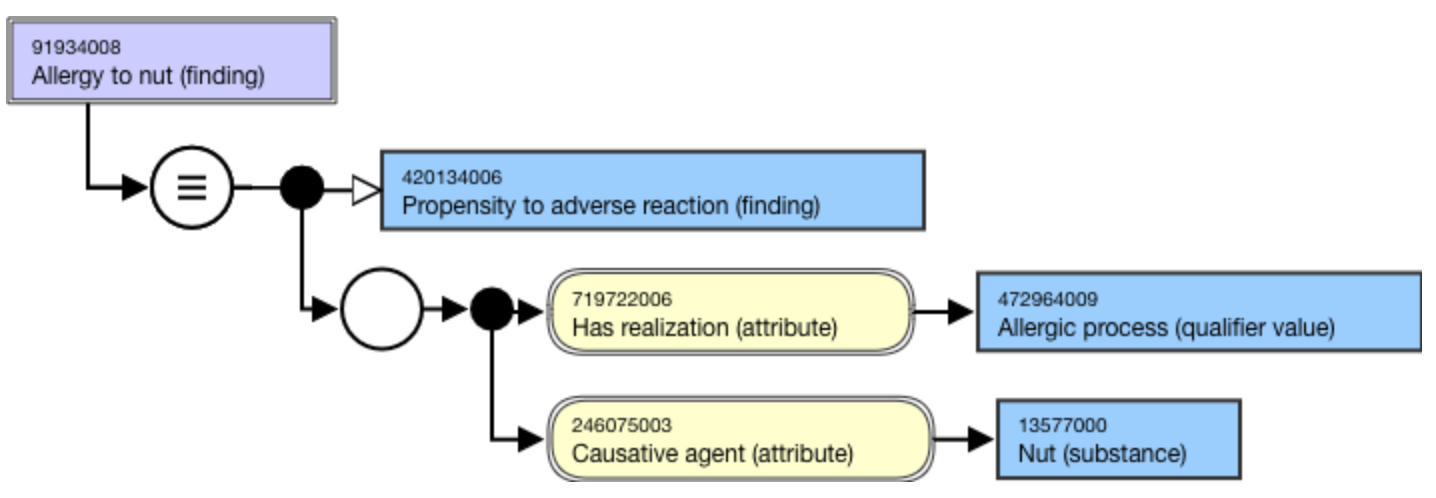 91934008
Allergy to nut (finding)
≡
420134006
Propensity to adverse reaction (finding)
719722006
Has realization (attribute)
472964009
Allergic process (qualifier value)
246075003
Causative agent (attribute)
13577000
Nut (substance)